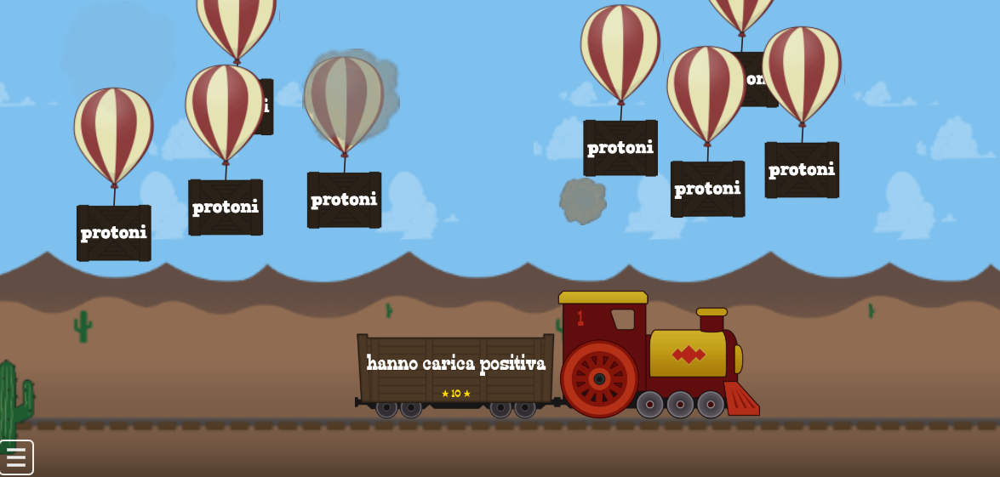 protoni
protoni
protoni
protoni
protoni
protoni
1
hanno carica positiva
★ 10 ★